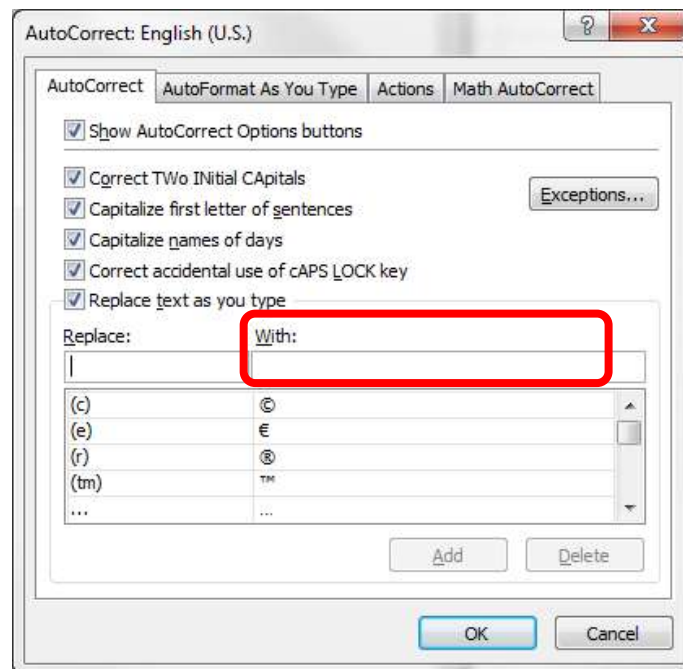 AutoCorrect: English (U.S.)
?
AutoCorrect AutoFormat As You Type Actions Math AutoCorrect
Show AutoCorrect Options buttons
Correct TWo INitial CApitals
Exceptions...
Capitalize first letter of sentences
Capitalize names of days
Correct accidental use of cAPS LOCK key
Replace text as you type
Replace: With:
(c) ©
(e) €
(r) ®
(tm) ™
... …
Add Delete
OK Cancel